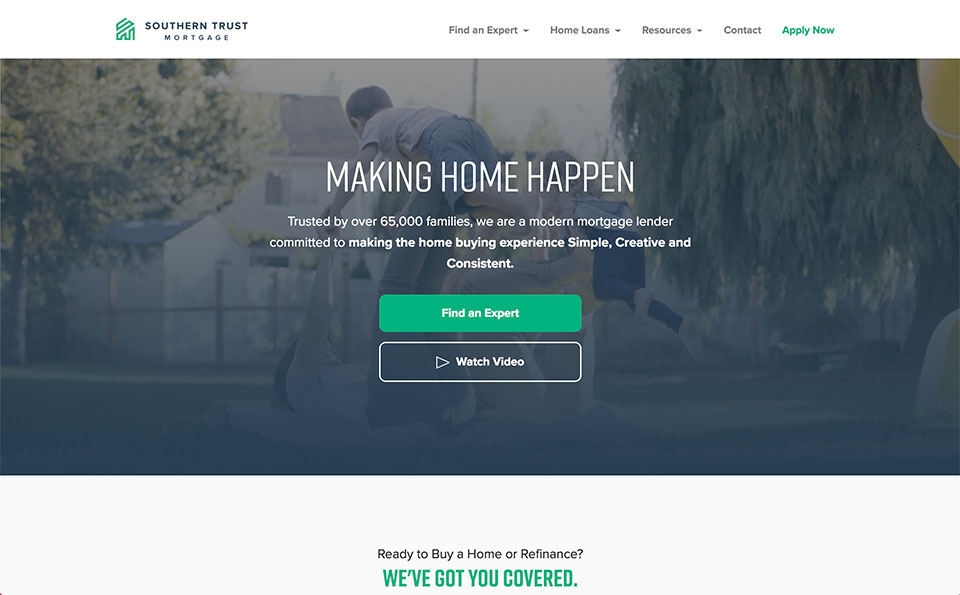 SOUTHERN TRUST
MORTGAGE
Find an Expert
Home Loans
Resources
Contact
Apply Now
MAKING HOME HAPPEN
Trusted by over 65,000 families, we are a modern mortgage lender
committed to making the home buying experience Simple, Creative and
Consistent.
Find an Expert
Watch Video
Ready to Buy a Home or Refinance?
WE'VE GOT YOU COVERED.